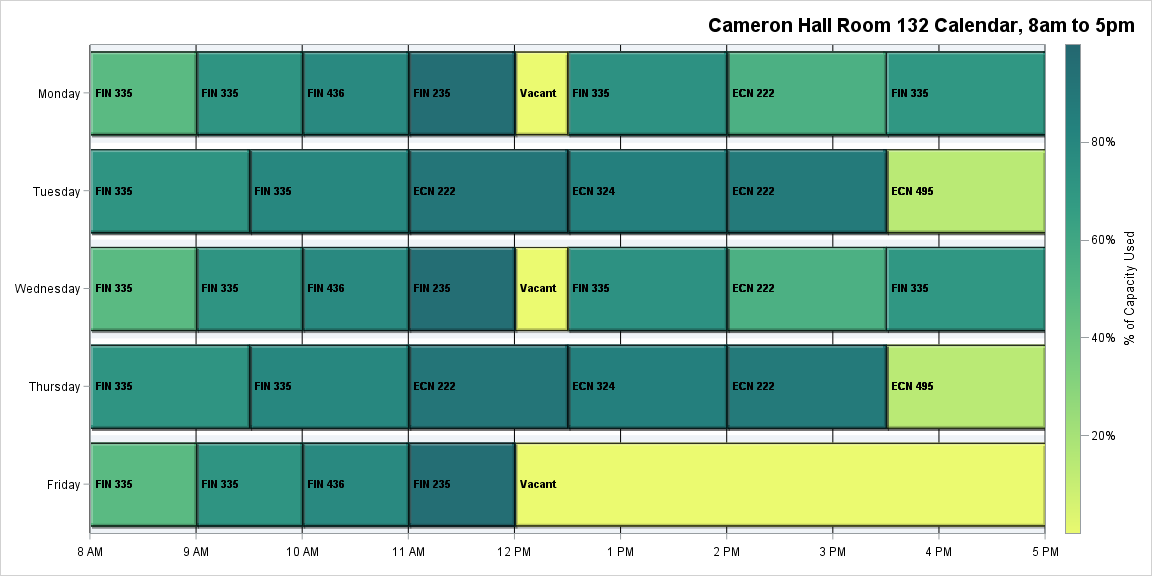 Cameron Hall Room 132 Calendar, 8am to 5pm
Monday
FIN 335
FIN 335
FIN 436
FIN 235
Vacant
FIN 335
ECN 222
FIN 335
Tuesday
FIN 335
FIN 335
ECN 222
ECN 324
ECN 222
ECN 495
Wednesday
FIN 335
FIN 335
FIN 436
FIN 235
Vacant
FIN 335
ECN 222
FIN 335
Thursday
FIN 335
FIN 335
ECN 222
ECN 324
ECN 222
ECN 495
Friday
FIN 335
FIN 335
FIN 436
FIN 235
Vacant
8 AM
9 AM
10 AM
11 AM
12 PM
1 PM
2 PM
3 PM
4 PM
5 PM
80%
60%
40%
20%
% of Capacity Used